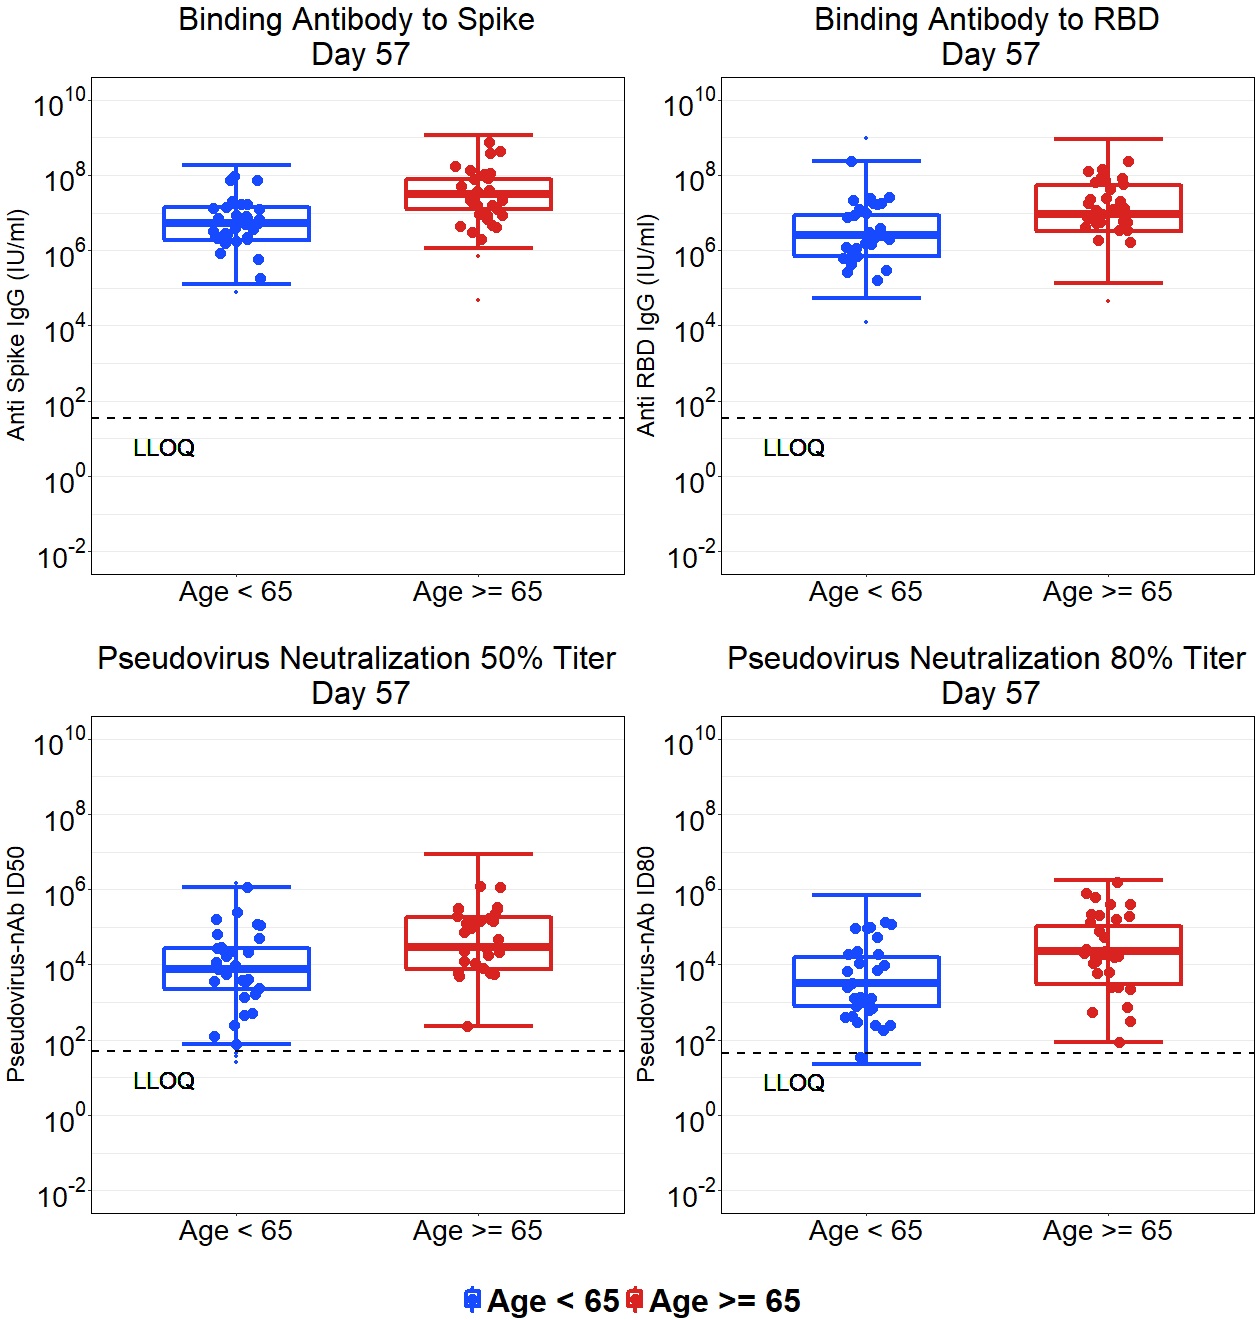 Binding Antibody to Spike
Day 57
Anti Spike IgG (IU/ml)
10^10
10^8
10^6
10^4
10^2
10^0
10^-2
LLOQ
Age < 65
Age >= 65
Binding Antibody to RBD
Day 57
Anti RBD IgG (IU/ml)
10^10
10^8
10^6
10^4
10^2
10^0
10^-2
LLOQ
Age < 65
Age >= 65
Pseudovirus Neutralization 50% Titer
Day 57
Pseudovirus-nAb ID50
10^10
10^8
10^6
10^4
10^2
10^0
10^-2
LLOQ
Age < 65
Age >= 65
Pseudovirus Neutralization 80% Titer
Day 57
Pseudovirus-nAb ID80
10^10
10^8
10^6
10^4
10^2
10^0
10^-2
LLOQ
Age < 65
Age >= 65
Age < 65 Age >= 65